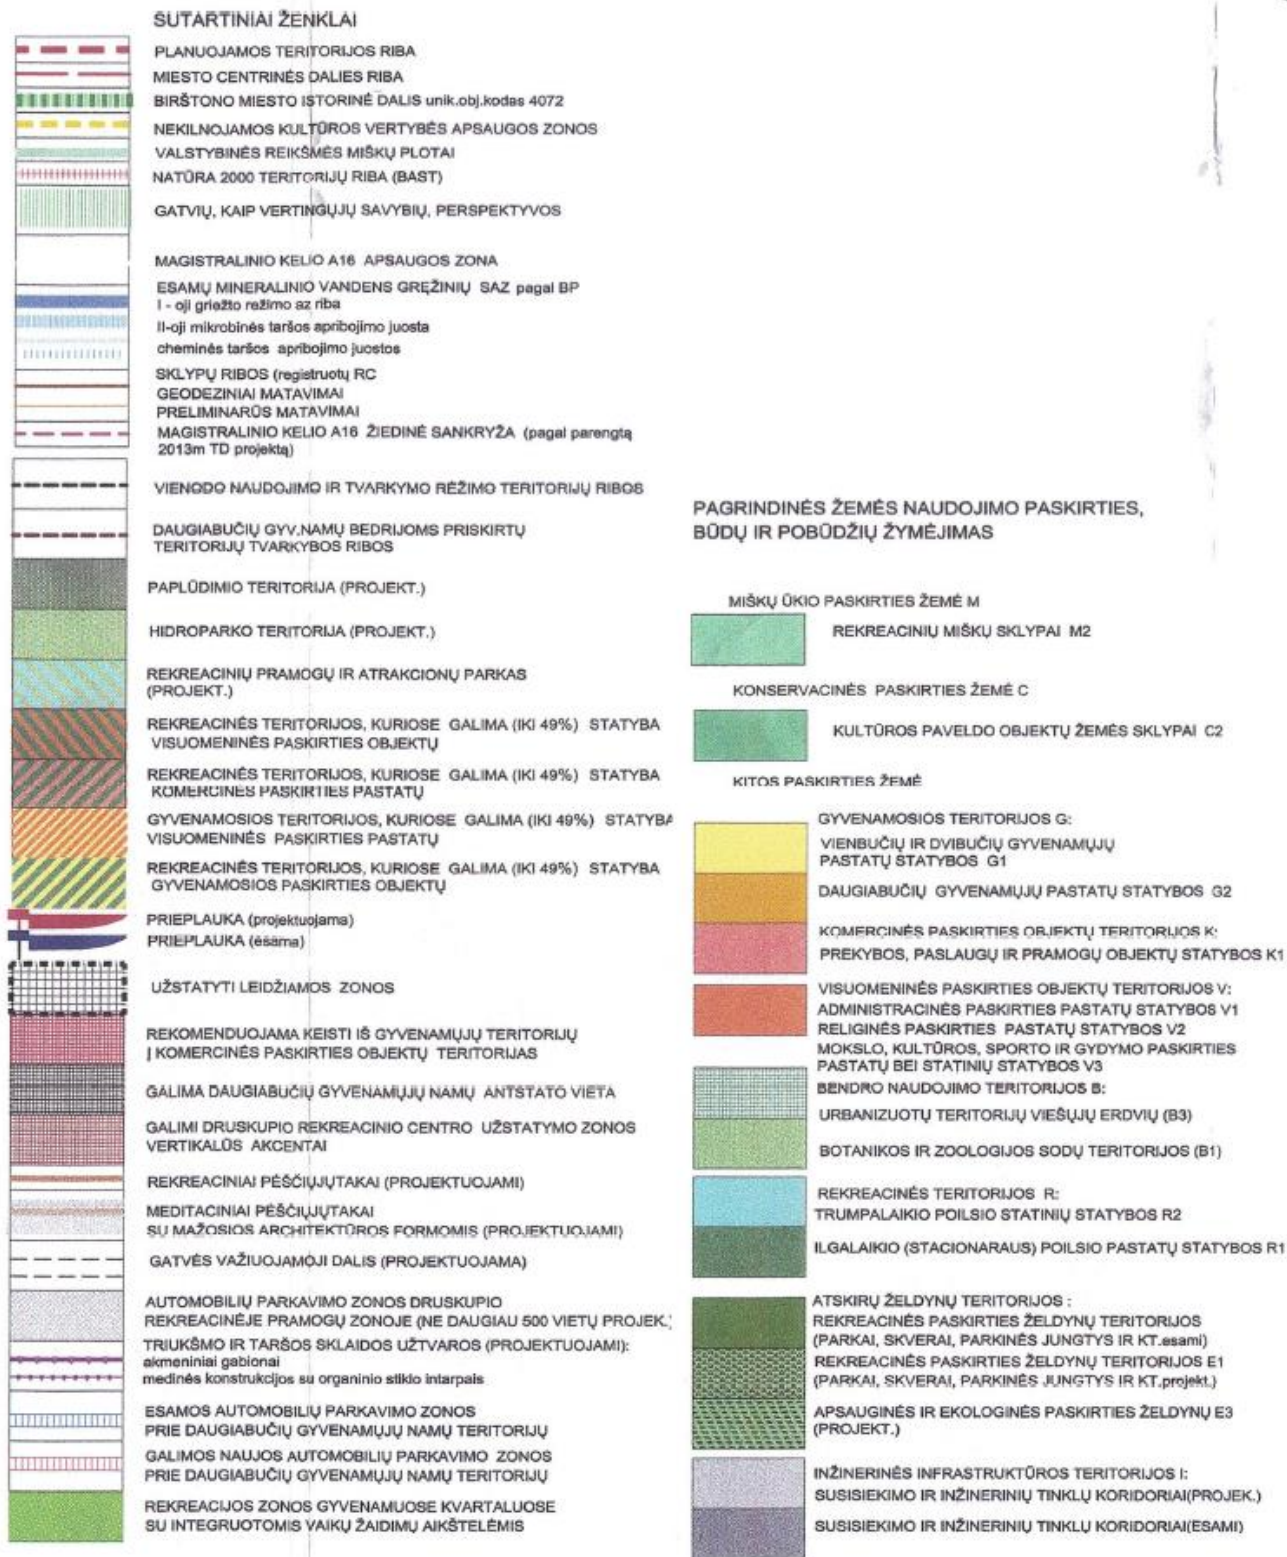 SUTARTINIAI ŽENKLAI
PLANUOJAMOS TERITORIJOS RIBA
MIESTO CENTRINĖS DALIES RIBA
BIRŠTONO MIESTO ISTORINĖ DALIS unik.obj.kodas 4072
NEKILNOJAMOS KULTŪROS VERTYBĖS APSAUGOS ZONOS
VALSTYBINĖS REIKŠMĖS MIŠKŲ PLOTAI
NATŪRA 2000 TERITORIJŲ RIBA (BAST)
GATVIŲ, KAIP VERTINGŲJŲ SAVYBIŲ, PERSPEKTYVOS
MAGISTRALINIO KELIO A16 APSAUGOS ZONA
ESAMŲ MINERALINIO VANDENS GRĘŽINIŲ SAZ pagal BP
I - oji griežto režimo az riba
II-oji mikrobinės taršos apribojimo juosta
cheminės taršos apribojimo juostos
SKLYPŲ RIBOS (registruotų RC
GEODEZINIAI MATAVIMAI
PRELIMINARŪS MATAVIMAI
MAGISTRALINIO KELIO A16 ŽIEDINĖ SANKRYŽA (pagal parengtą
2013m TD projektą)
VIENODO NAUDOJIMO IR TVARKYMO RĖŽIMO TERITORIJŲ RIBOS
DAUGIABUČIŲ GYV.NAMŲ BEDRIJOMS PRISKIRTŲ
TERITORIJŲ TVARKYBOS RIBOS
PAPLŪDIMIO TERITORIJA (PROJEKT.)
HIDROPARKO TERITORIJA (PROJEKT.)
REKREACINIŲ PRAMOGŲ IR ATRAKCIONŲ PARKAS
(PROJEKT.)
REKREACINĖS TERITORIJOS, KURIOSE GALIMA (IKI 49%) STATYBA
VISUOMENINĖS PASKIRTIES OBJEKTŲ
REKREACINĖS TERITORIJOS, KURIOSE GALIMA (IKI 49%) STATYBA
KOMERCINĖS PASKIRTIES PASTATŲ
GYVENAMOSIOS TERITORIJOS, KURIOSE GALIMA (IKI 49%) STATYBA
VISUOMENINĖS PASKIRTIES PASTATŲ
REKREACINĖS TERITORIJOS, KURIOSE GALIMA (IKI 49%) STATYBA
GYVENAMOSIOS PASKIRTIES OBJEKTŲ
PRIEPLAUKA (projektuojama)
PRIEPLAUKA (esama)
UŽSTATYTI LEIDŽIAMOS ZONOS
REKOMENDUOJAMA KEISTI IŠ GYVENAMŲJŲ TERITORIJŲ
Į KOMERCINĖS PASKIRTIES OBJEKTŲ TERITORIJAS
GALIMA DAUGIABUČIŲ GYVENAMŲJŲ NAMŲ ANTSTATO VIETA
GALIMI DRUSKUPIO REKREACINIO CENTRO UŽSTATYMO ZONOS
VERTIKALŪS AKCENTAI
REKREACINIAI PĖŠČIŲJŲTAKAI (PROJEKTUOJAMI)
MEDITACINIAI PĖŠČIŲJŲTAKAI
SU MAŽOSIOS ARCHITEKTŪROS FORMOMIS (PROJEKTUOJAMI)
GATVĖS VAŽIUOJAMOJI DALIS (PROJEKTUOJAMA)
AUTOMOBILIŲ PARKAVIMO ZONOS DRUSKUPIO
REKREACINĖJE PRAMOGŲ ZONOJE (NE DAUGIAU 500 VIETŲ PROJEK.)
TRIUKŠMO IR TARŠOS SKLAIDOS UŽTVAROS (PROJEKTUOJAMI):
akmeniniai gabionai
medinės konstrukcijos su organinio stiklo intarpais
ESAMOS AUTOMOBILIŲ PARKAVIMO ZONOS
PRIE DAUGIABUČIŲ GYVENAMŲJŲ NAMŲ TERITORIJŲ
GALIMOS NAUJOS AUTOMOBILIŲ PARKAVIMO ZONOS
PRIE DAUGIABUČIŲ GYVENAMŲJŲ NAMŲ TERITORIJŲ
REKREACIJOS ZONOS GYVENAMUOSE KVARTALUOSE
SU INTEGRUOTOMIS VAIKŲ ŽAIDIMŲ AIKŠTELĖMIS
PAGRINDINĖS ŽEMĖS NAUDOJIMO PASKIRTIES,
BŪDŲ IR POBŪDŽIŲ ŽYMĖJIMAS
MIŠKŲ ŪKIO PASKIRTIES ŽEMĖ M
REKREACINIŲ MIŠKŲ SKLYPAI M2
KONSERVACINĖS PASKIRTIES ŽEMĖ C
KULTŪROS PAVELDO OBJEKTŲ ŽEMĖS SKLYPAI C2
KITOS PASKIRTIES ŽEMĖ
GYVENAMOSIOS TERITORIJOS G:
VIENBUČIŲ IR DVIBUČIŲ GYVENAMŲJŲ
PASTATŲ STATYBOS G1
DAUGIABUČIŲ GYVENAMŲJŲ PASTATŲ STATYBOS G2
KOMERCINĖS PASKIRTIES OBJEKTŲ TERITORIJOS K:
PREKYBOS, PASLAUGŲ IR PRAMOGŲ OBJEKTŲ STATYBOS K1
VISUOMENINĖS PASKIRTIES OBJEKTŲ TERITORIJOS V:
ADMINISTRACINĖS PASKIRTIES PASTATŲ STATYBOS V1
RELIGINĖS PASKIRTIES PASTATŲ STATYBOS V2
MOKSLO, KULTŪROS, SPORTO IR GYDYMO PASKIRTIES
PASTATŲ BEI STATINIŲ STATYBOS V3
BENDRO NAUDOJIMO TERITORIJOS B:
URBANIZUOTŲ TERITORIJŲ VIEŠŲJŲ ERDVIŲ (B3)
BOTANIKOS IR ZOOLOGIJOS SODŲ TERITORIJOS (B1)
REKREACINĖS TERITORIJOS R:
TRUMPALAIKIO POILSIO STATINIŲ STATYBOS R2
ILGALAIKIO (STACIONARAUS) POILSIO PASTATŲ STATYBOS R1
ATSKIRŲ ŽELDYNŲ TERITORIJOS :
REKREACINĖS PASKIRTIES ŽELDYNŲ TERITORIJOS
(PARKAI, SKVERAI, PARKINĖS JUNGTYS IR KT.esami)
REKREACINĖS PASKIRTIES ŽELDYNŲ TERITORIJOS E1
(PARKAI, SKVERAI, PARKINĖS JUNGTYS IR KT.projekt.)
APSAUGINĖS IR EKOLOGINĖS PASKIRTIES ŽELDYNŲ E3
(PROJEKT.)
INŽINERINĖS INFRASTRUKTŪROS TERITORIJOS I:
SUSISIEKIMO IR INŽINERINIŲ TINKLŲ KORIDORIAI(PROJEK.)
SUSISIEKIMO IR INŽINERINIŲ TINKLŲ KORIDORIAI(ESAMI)